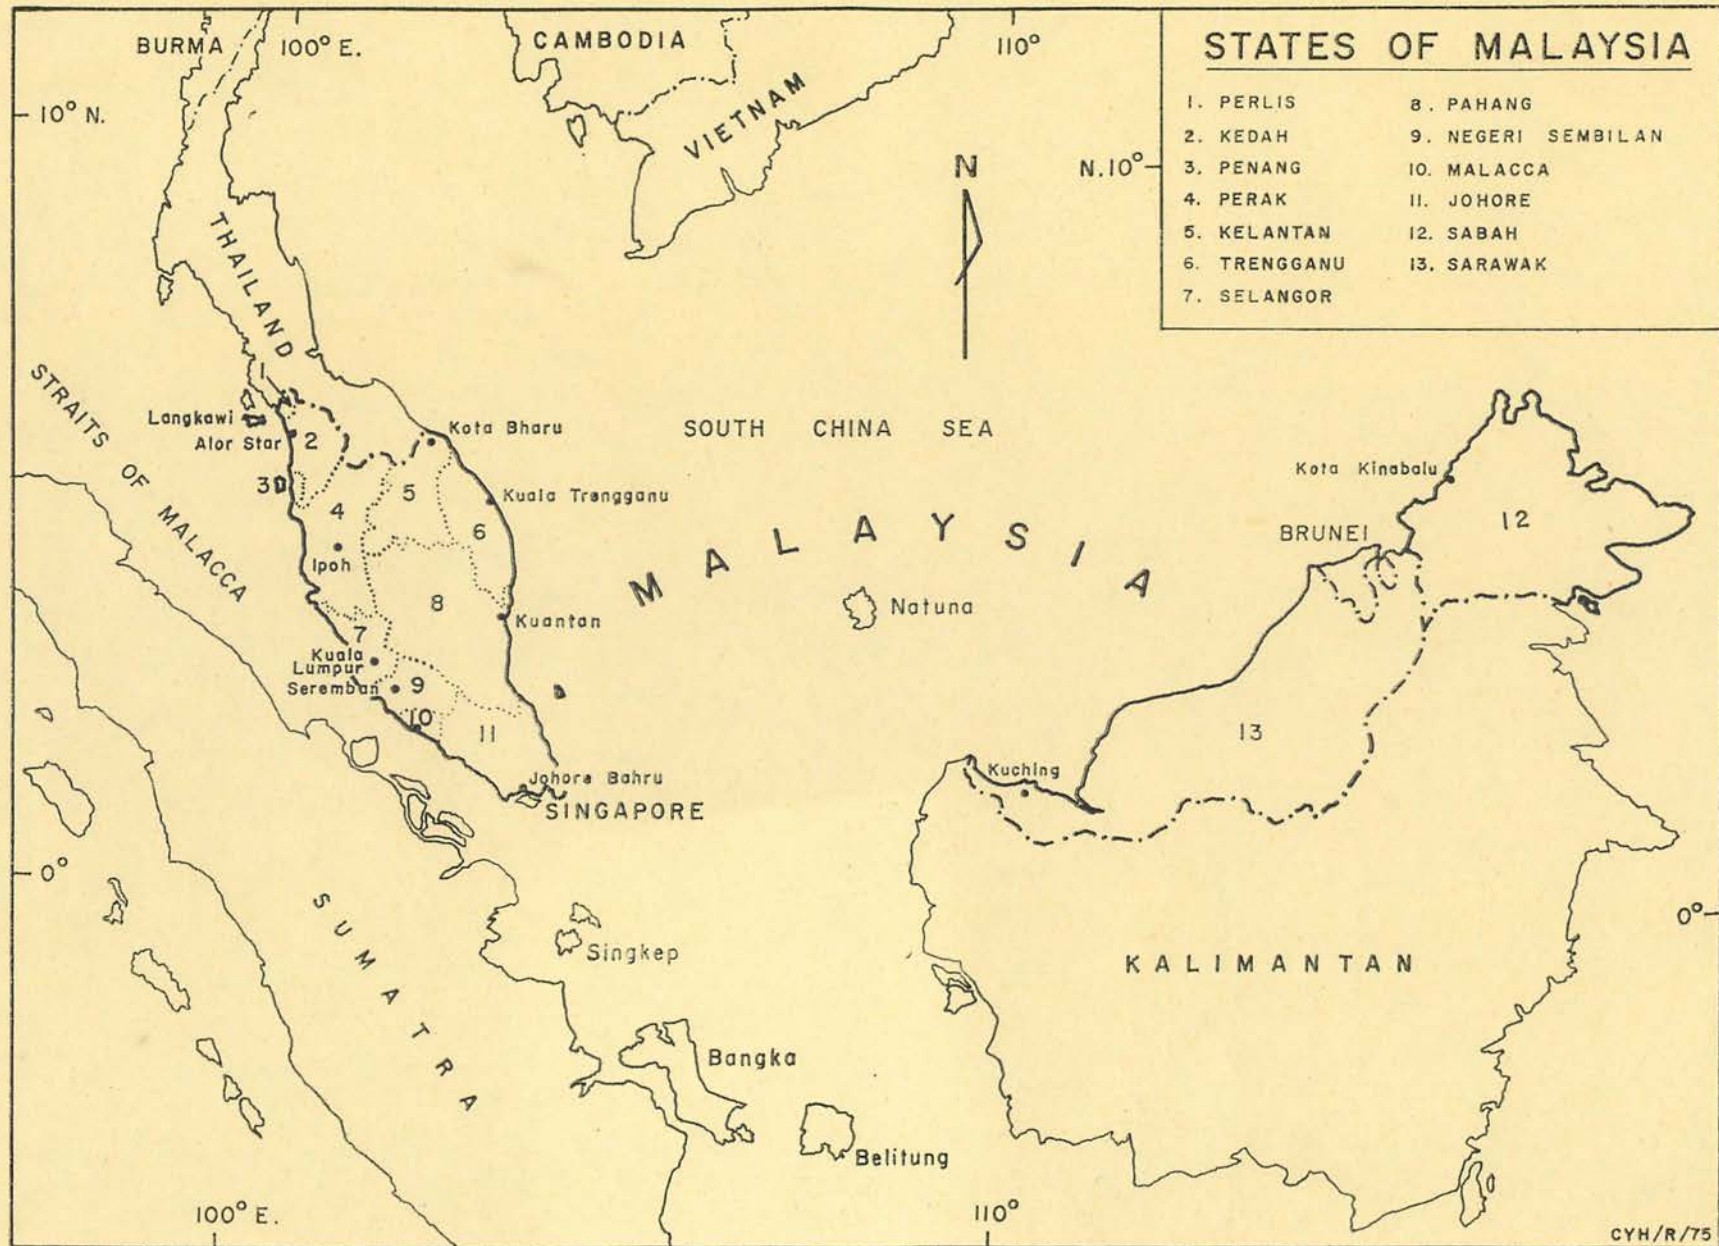 BURMA
100° E.
CAMBODIA
110°
STATES OF MALAYSIA
10° N.
VIETNAM
N
N.10°
1. PERLIS
2. KEDAH
3. PENANG
4. PERAK
5. KELANTAN
6. TRENGGANU
7. SELANGOR
8. PAHANG
9. NEGERI SEMBILAN
10. MALACCA
11. JOHORE
12. SABAH
13. SARAWAK
THAILAND
STRAITS OF MALACCA
Langkawi
Alor Star
2
Kota Bharu
SOUTH CHINA SEA
Kota Kinabalu
3
5
Kuala Trengganu
4
6
12
BRUNEI
MALAYSIA
Ipoh
8
Natuna
Kuantan
7
Kuala
Lumpur
Seremban
9
10
11
13
Johore Bahru
Kuching
SINGAPORE
0°
0°
SUMATRA
Singkep
KALIMANTAN
Bangka
Belitung
100° E.
110°
CYH/R/75